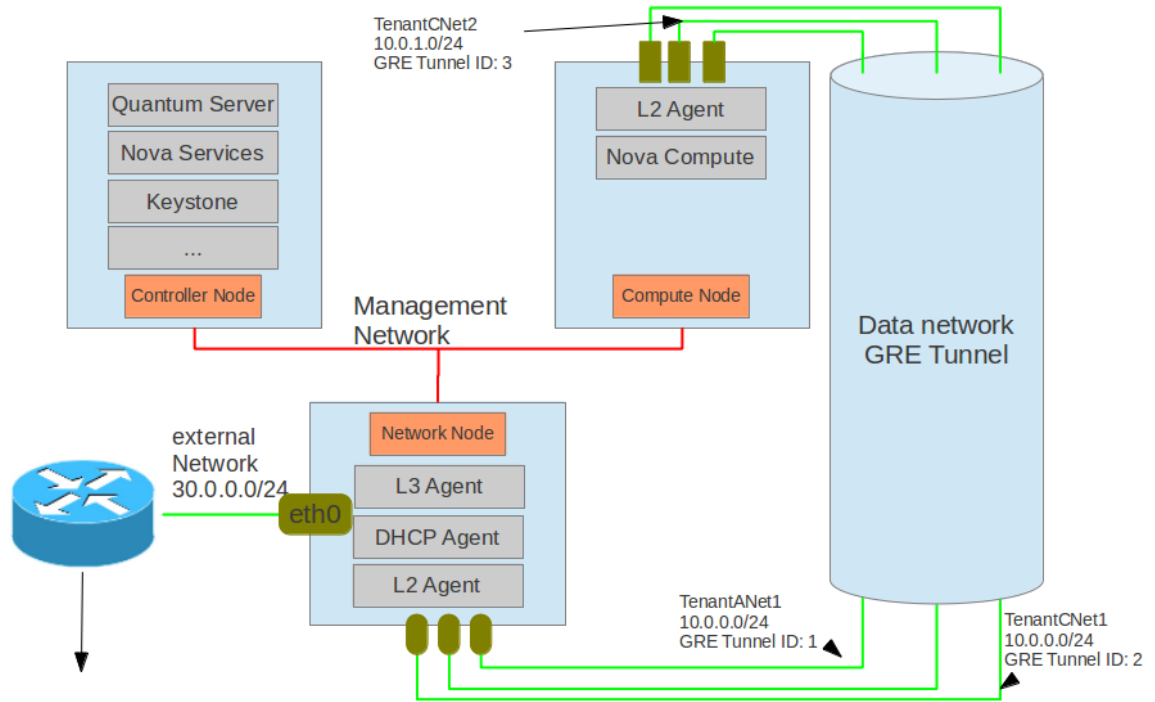 TenantCNet2
10.0.1.0/24
GRE Tunnel ID: 3
Quantum Server
Nova Services
Keystone
...
Controller Node
L2 Agent
Nova Compute
Compute Node
Management
Network
Data network
GRE Tunnel
Network Node
L3 Agent
DHCP Agent
L2 Agent
external
Network
30.0.0.0/24
eth0
TenantANet1
10.0.0.0/24
GRE Tunnel ID: 1
TenantCNet1
10.0.0.0/24
GRE Tunnel ID: 2